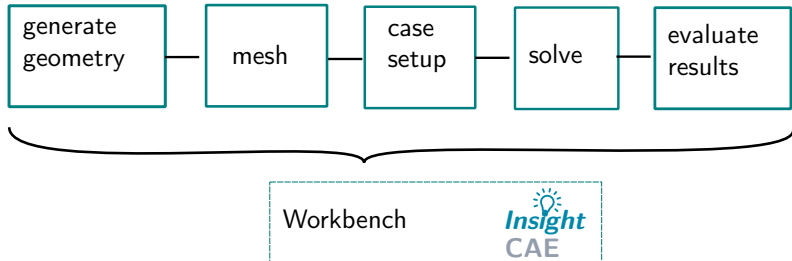 generate
geometry
mesh
case
setup
solve
evaluate
results
Workbench
Insight
CAE